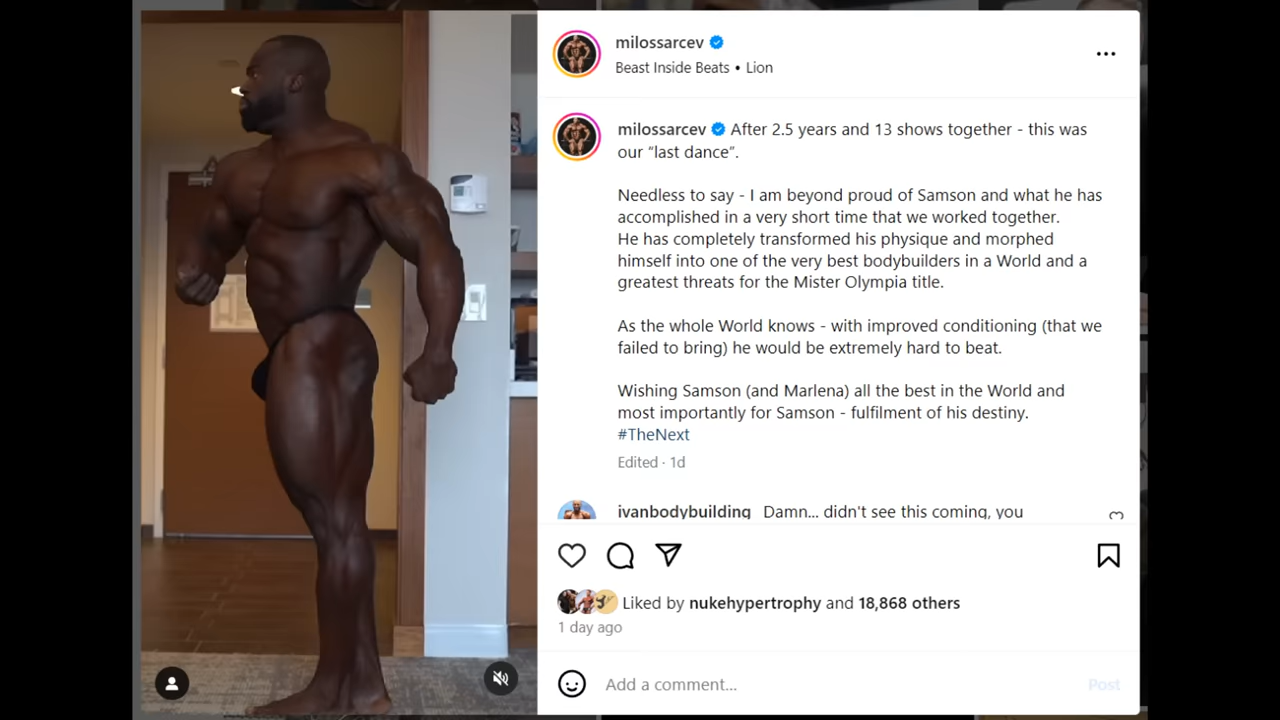 milossarcev
Beast Inside Beats • Lion
milossarcev After 2.5 years and 13 shows together - this was
our “last dance”.
Needless to say - I am beyond proud of Samson and what he has
accomplished in a very short time that we worked together.
He has completely transformed his physique and morphed
himself into one of the very best bodybuilders in a World and a
greatest threats for the Mister Olympia title.
As the whole World knows - with improved conditioning (that we
failed to bring) he would be extremely hard to beat.
Wishing Samson (and Marlena) all the best in the World and
most importantly for Samson - fulfilment of his destiny.
#TheNext
Edited · 1d
ivanbodybuilding Damn... didn't see this coming, you
Liked by nukehypertrophy and 18,868 others
1 day ago
Add a comment...
Post